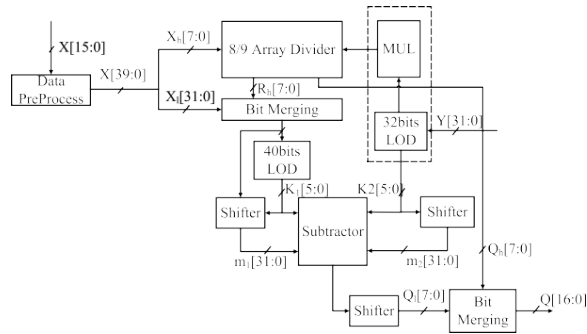 X[15:0]
Data
PreProcess
X[39:0]
Xh[7:0]
Xl[31:0]
8/9 Array Divider
MUL
Rh[7:0]
Bit Merging
32bits
LOD
Y[31:0]
40bits
LOD
K1[5:0]
K2[5:0]
Shifter
Subtractor
Shifter
m1[31:0]
m2[31:0]
Qh[7:0]
Shifter
Ql[7:0]
Bit
Merging
Q[16:0]